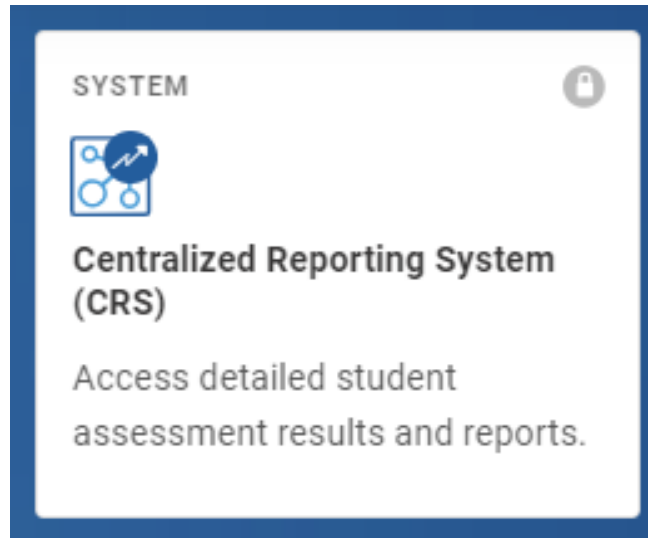 SYSTEM
Centralized Reporting System
(CRS)
Access detailed student
assessment results and reports.